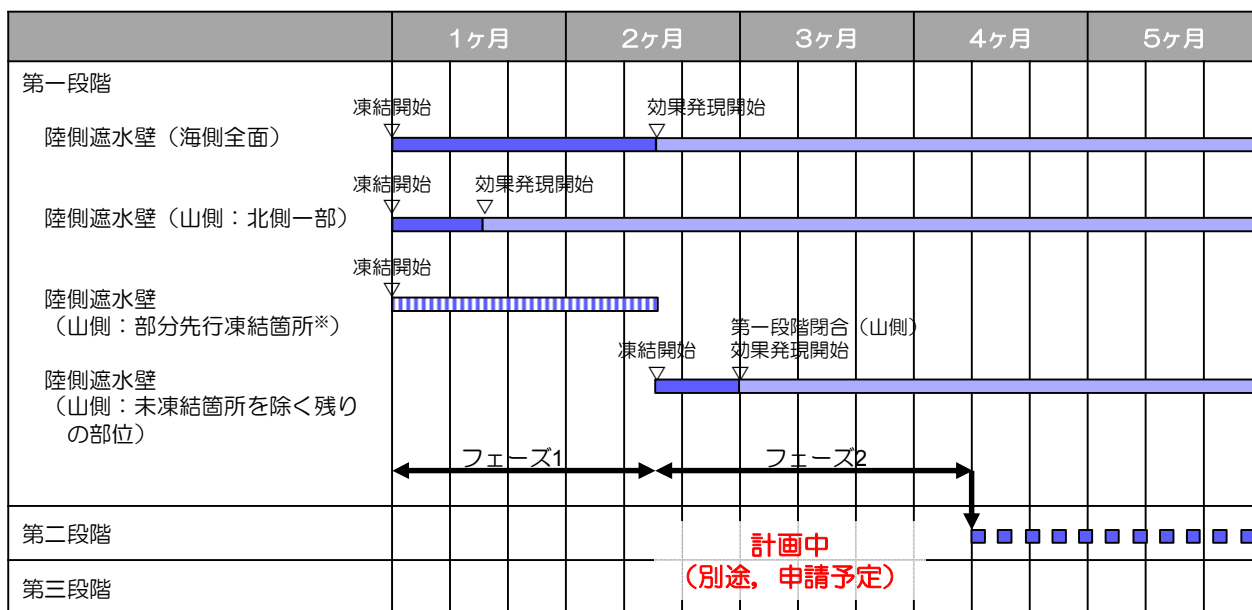 1ヶ月 2ヶ月 3ヶ月 4ヶ月 5ヶ月
第一段階
凍結開始 効果発現開始
陸側遮水壁（海側全面）
凍結開始 効果発現開始
陸側遮水壁（山側：北側一部）
凍結開始
陸側遮水壁
（山側：部分先行凍結箇所※）
第一段階閉合（山側）
凍結開始 効果発現開始
陸側遮水壁
（山側：未凍結箇所を除く残り
の部位）
フェーズ1 フェーズ2
第二段階
計画中
（別途，申請予定）
第三段階